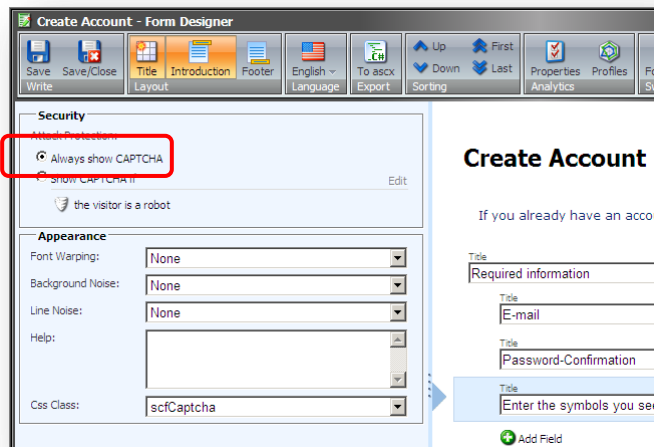 Create Account - Form Designer
Save Save/Close Title Introduction Footer English To ascx Up First Down Last Properties Profiles
Write Layout Language Export Sorting Analytics
Security
Attack Protection:
Always show CAPTCHA
Show CAPTCHA if
Edit
the visitor is a robot
Appearance
Font Warping: None
Background Noise: None
Line Noise: None
Help:
Css Class: scfCaptcha
Create Account
If you already have an acco
Title
Required information
Title
E-mail
Title
Password-Confirmation
Title
Enter the symbols you se
Add Field